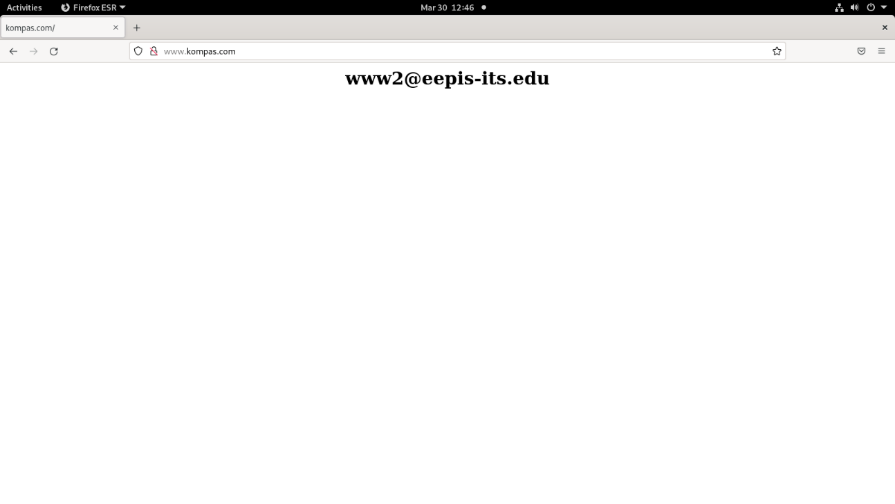 Activities Firefox ESR Mar 30 12:46
kompas.com/
www.kompas.com
www2@eepis-its.edu